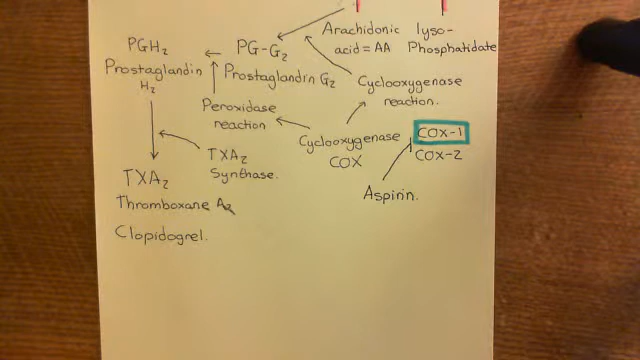 Arachidonic lyso-
acid = AA Phosphatidate
PGH2
PG-G2
Prostaglandin
H2
Prostaglandin G2
Cyclooxygenase
reaction.
Peroxidase
reaction
Cyclooxygenase
COX
COX-1
COX-2
TXA2
Synthase.
Aspirin.
TXA2
Thromboxane A2
Clopidogrel.